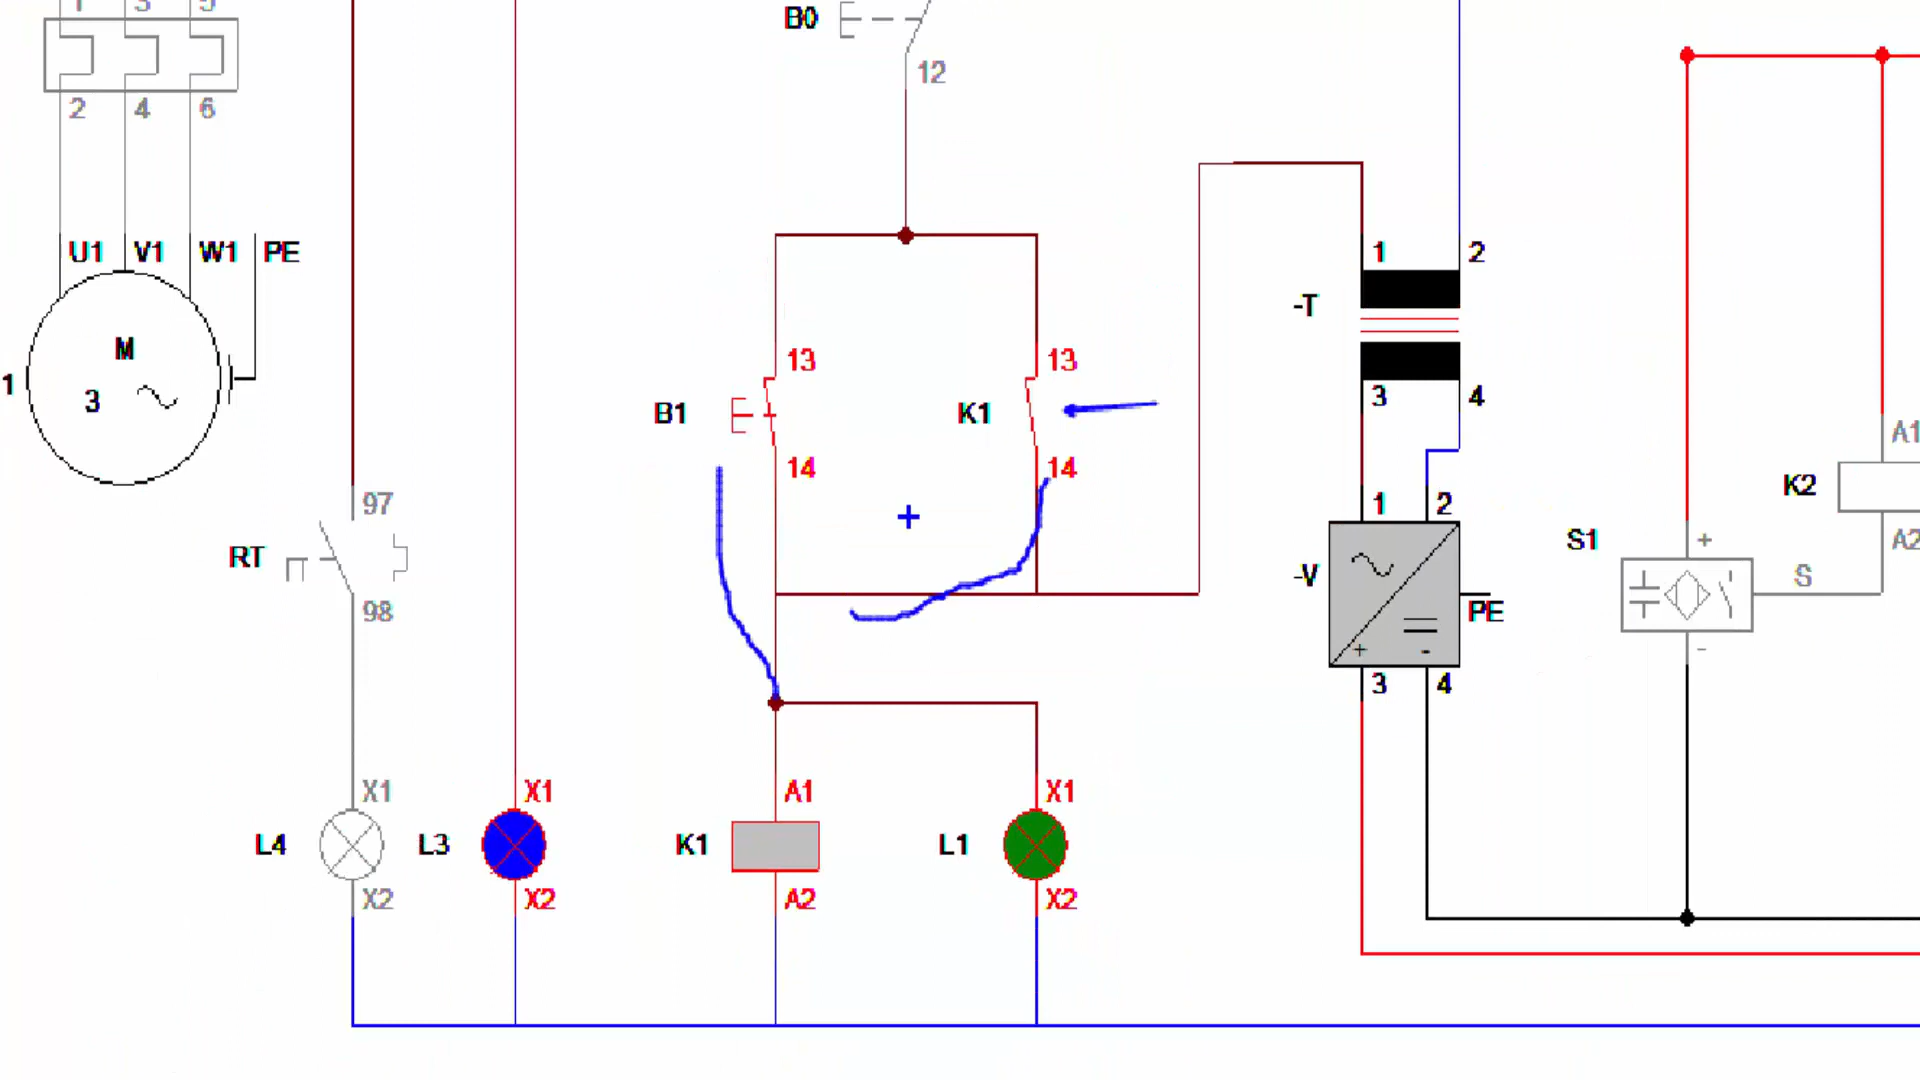 1 3 5
B0
2 4 6
12
U1 V1 W1 PE
1 2
-T
M
3
1
13 13
3 4
B1 K1
A1
14 14
K2
97
1 2
S1
+
A2
RT
-V
S
PE
98
+ -
-
3 4
X1 X1 A1 X1
L4 L3 K1 L1
X2 X2 A2 X2